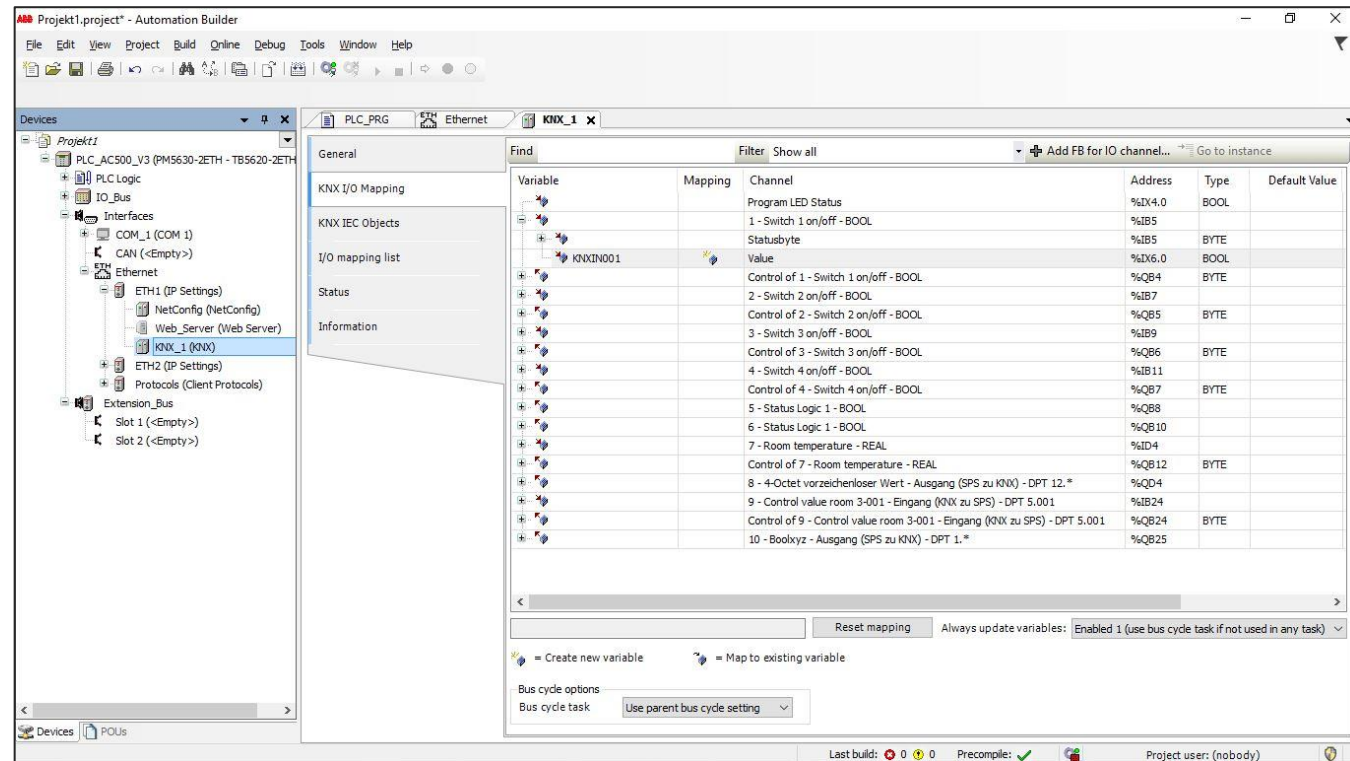 ABB Projekt1.project* - Automation Builder
File Edit View Project Build Online Debug Tools Window Help
Devices
Projekt1
PLC_AC500_V3 (PM5630-2ETH - TB5620-2ETH
PLC Logic
IO_Bus
Interfaces
COM_1 (COM 1)
CAN (<Empty>)
ETH Ethernet
ETH1 (IP Settings)
NetConfig (NetConfig)
Web_Server (Web Server)
KNX_1 (KNX)
ETH2 (IP Settings)
Protocols (Client Protocols)
Extension_Bus
Slot 1 (<Empty>)
Slot 2 (<Empty>)
Devices POUs
PLC_PRG ETH Ethernet KNX_1
General
KNX I/O Mapping
KNX IEC Objects
I/O mapping list
Status
Information
Find Filter Show all Add FB for IO channel... Go to instance
Variable Mapping Channel Address Type Default Value
Program LED Status %IX4.0 BOOL
1 - Switch 1 on/off - BOOL %IB5
Statusbyte %IB5 BYTE
KNXIN001 Value %IX6.0 BOOL
Control of 1 - Switch 1 on/off - BOOL %QB4 BYTE
2 - Switch 2 on/off - BOOL %IB7
Control of 2 - Switch 2 on/off - BOOL %QB5 BYTE
3 - Switch 3 on/off - BOOL %IB9
Control of 3 - Switch 3 on/off - BOOL %QB6 BYTE
4 - Switch 4 on/off - BOOL %IB11
Control of 4 - Switch 4 on/off - BOOL %QB7 BYTE
5 - Status Logic 1 - BOOL %QB8
6 - Status Logic 1 - BOOL %QB10
7 - Room temperature - REAL %ID4
Control of 7 - Room temperature - REAL %QB12 BYTE
8 - 4-Octet vorzeichenloser Wert - Ausgang (SPS zu KNX) - DPT 12.* %QD4
9 - Control value room 3-001 - Eingang (KNX zu SPS) - DPT 5.001 %IB24
Control of 9 - Control value room 3-001 - Eingang (KNX zu SPS) - DPT 5.001 %QB24 BYTE
10 - Boolxyz - Ausgang (SPS zu KNX) - DPT 1.* %QB25
Reset mapping Always update variables: Enabled 1 (use bus cycle task if not used in any task)
= Create new variable = Map to existing variable
Bus cycle options
Bus cycle task Use parent bus cycle setting
Last build: 0 0 Precompile: Project user: (nobody)